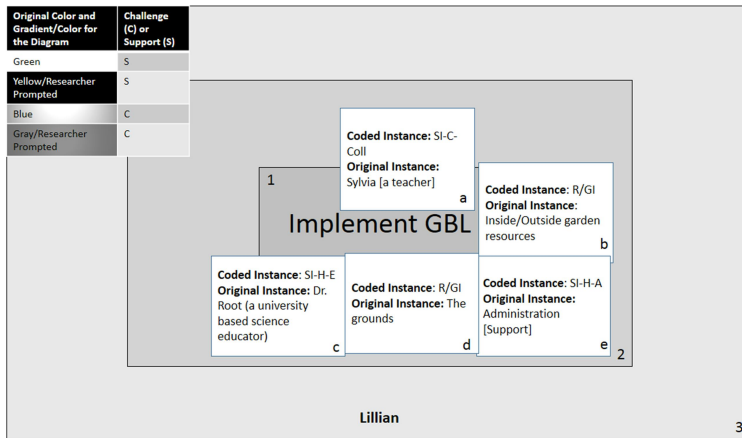 Original Color and
Gradient/Color for
the Diagram
Challenge
(C) or
Support (S)
Green
S
Yellow/Researcher
Prompted
S
Blue
C
Gray/Researcher
Prompted
C
Coded Instance: SI-C-
Coll
Original Instance:
Sylvia [a teacher]
a
1
Implement GBL
Coded Instance: R/GI
Original Instance:
Inside/Outside garden
resources
b
Coded Instance: SI-H-E
Original Instance: Dr.
Root (a university
based science
educator)
c
Coded Instance: R/GI
Original Instance: The
grounds
d
Coded Instance: SI-H-A
Original Instance:
Administration
[Support]
e
2
Lillian
3